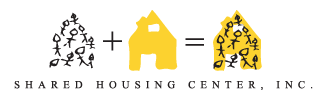 + =
SHARED HOUSING CENTER, INC.